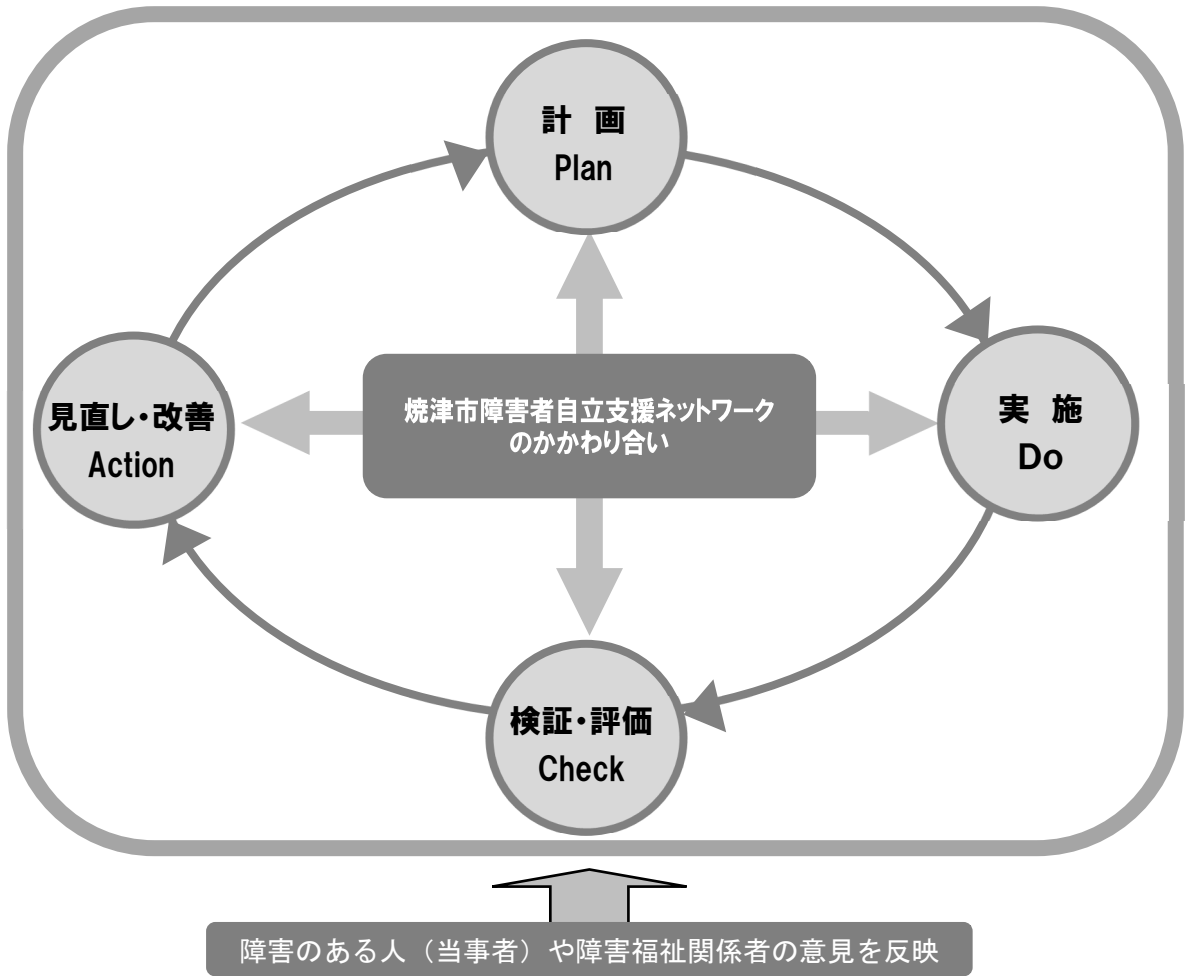 計 画
Plan
見直し・改善
Action
焼津市障害者自立支援ネットワーク
のかかわり合い
実 施
Do
検証・評価
Check
障害のある人（当事者）や障害福祉関係者の意見を反映